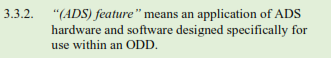 3.3.2. “(ADS) feature” means an application of ADS
hardware and software designed specifically for
use within an ODD.